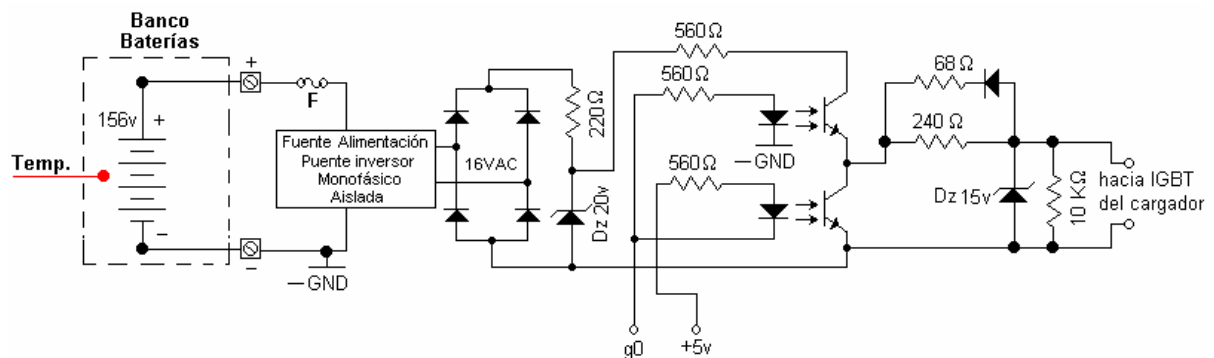 Banco
Baterías
+
F
156v
+
Temp.
−
−
−GND
Fuente Alimentación
Puente inversor
Monofásico
Aislada
16VAC
220Ω
Dz 20v
560Ω
560Ω
−GND
560Ω
g0
+5v
68Ω
240 Ω
Dz 15v
10 KΩ
hacia IGBT
del cargador